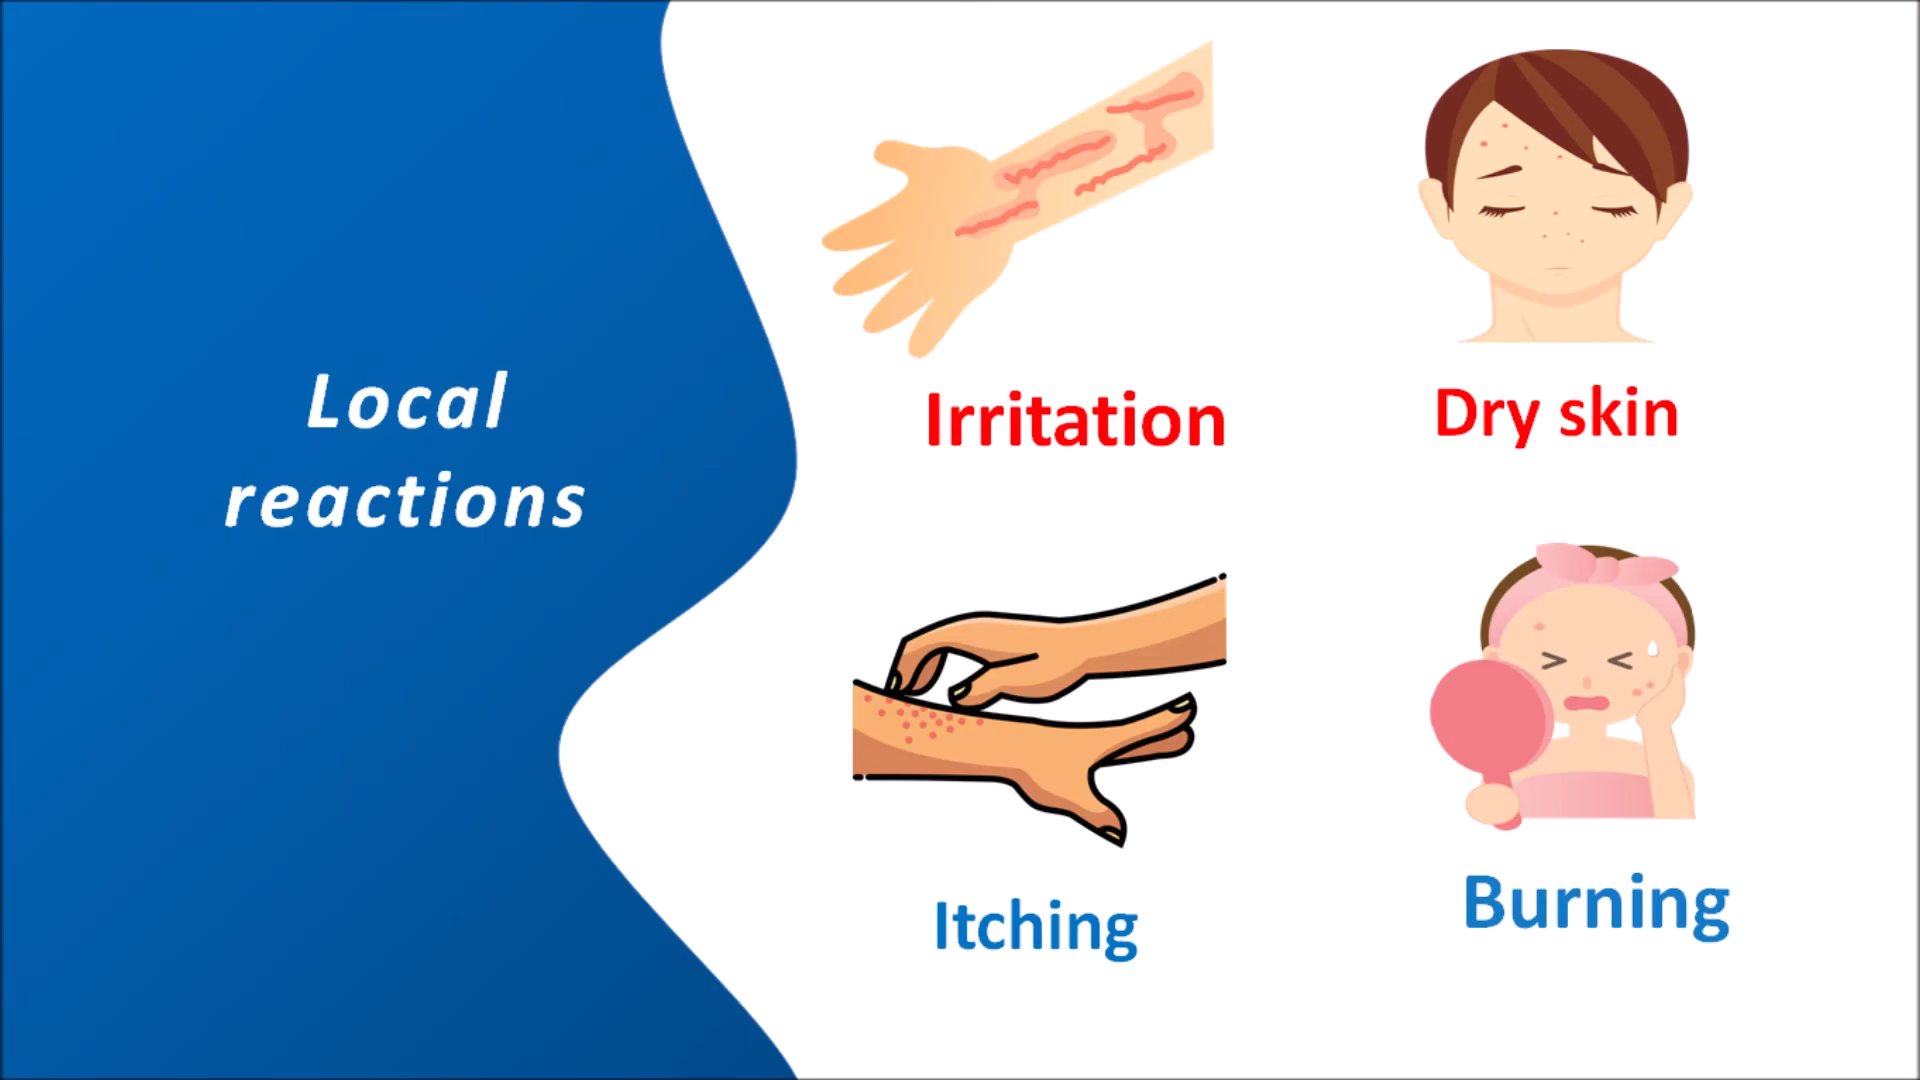 Local
reactions
Irritation
Dry skin
Itching
Burning